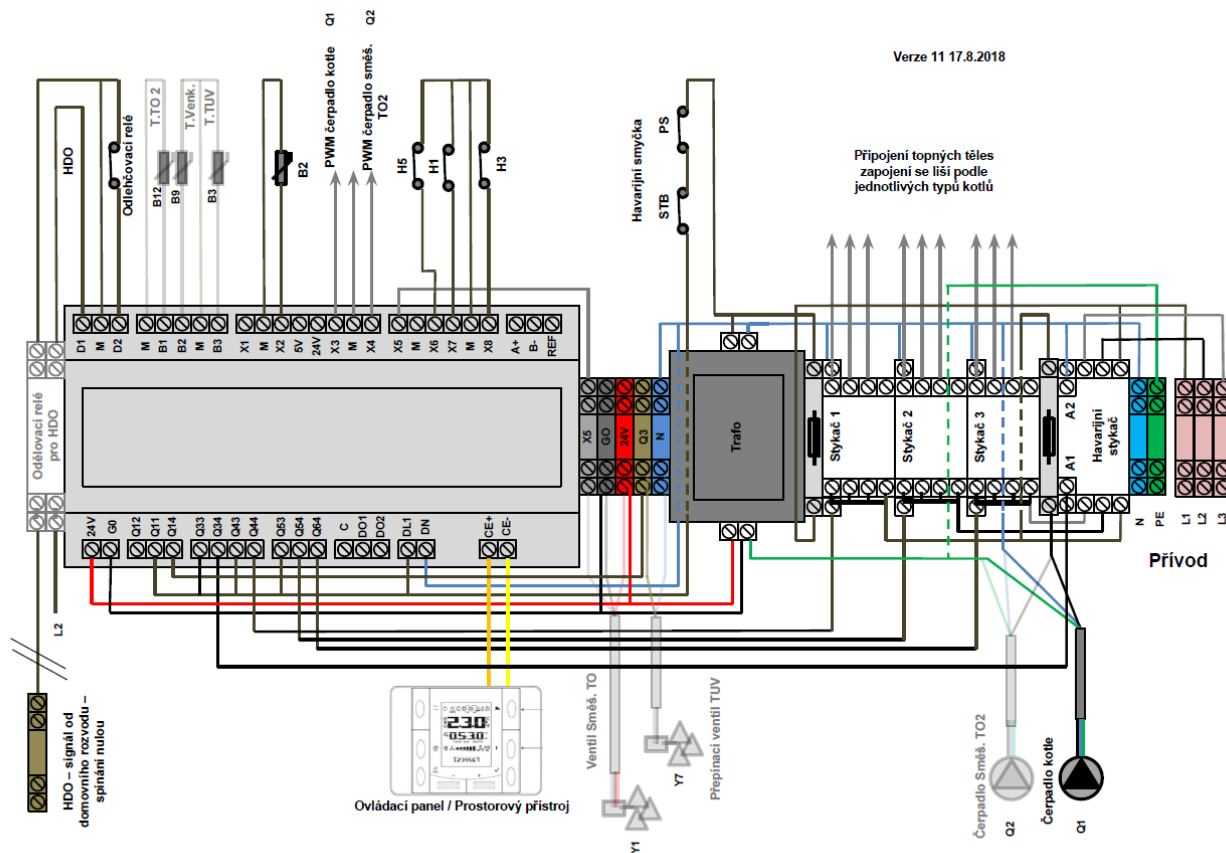 Verze 11 17.8.2018
PWM čerpadlo kotle Q1
PWM čerpadlo směš. Q2
TO2
HDO
Odlehčovací relé
T.TO 2
T.Venk.
T.TUV
B12
B9
B3
B2
H5
H1
H3
Havarijní smyčka
STB
PS
Připojení topných těles
zapojení se liší podle
jednotlivých typů kotlů
Oddělovací relé
pro HDO
D1
M
D2
M
B1
B2
M
B3
X1
M
X2
5V
24V
X3
M
X4
X5
M
X6
X7
M
X8
A+
B-
REF
X5
GO
24V
Q3
N
Trafo
Stykač 1
Stykač 2
Stykač 3
A2
A1
Havarijní
stykač
N
PE
L1
L2
L3
Přívod
24V
G0
Q12
Q11
Q14
Q33
Q34
Q43
Q44
Q53
Q54
Q64
C
DO1
DO2
DL1
DN
CE+
CE-
L2
HDO – signál od
domovního rozvodu –
spínání nulou
Ovládací panel / Prostorový přístroj
Ventil Směš. TO
Y1
Přepínací ventil TUV
Y7
Čerpadlo Směš. TO2
Q2
Čerpadlo kotle
Q1